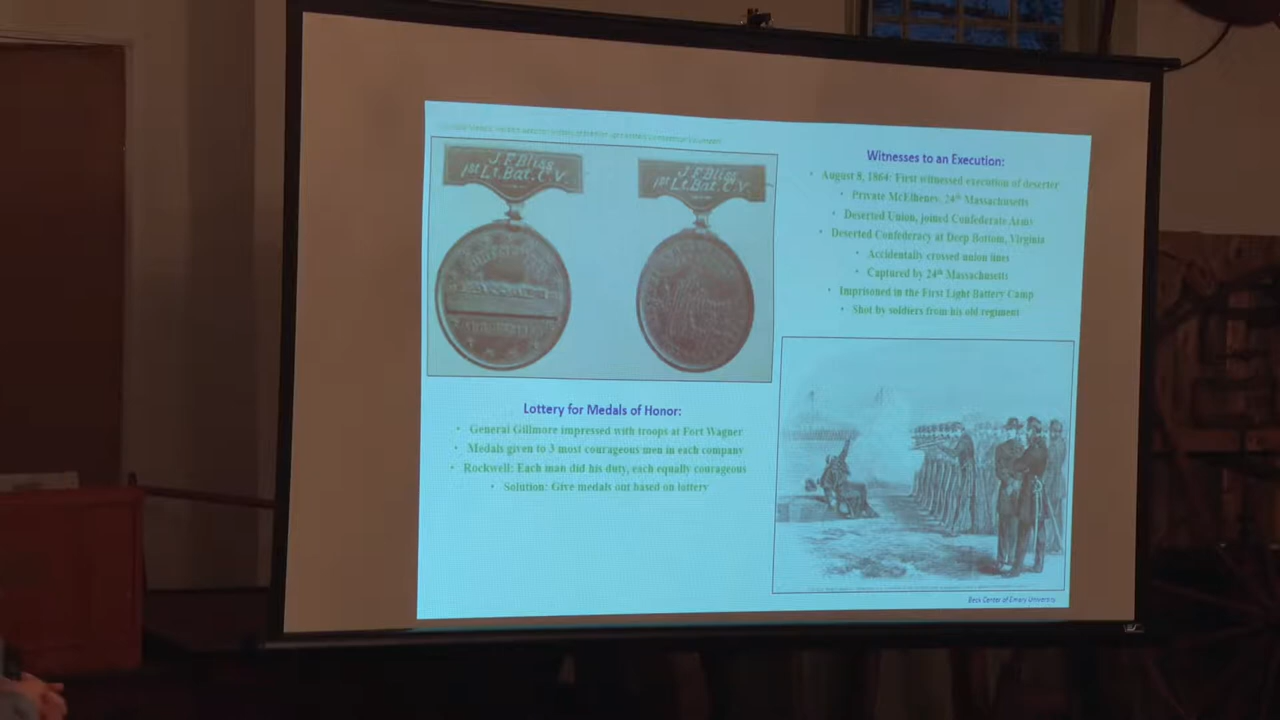 J.F.Bliss
1st Lt. Bat. C.V.
J.F.Bliss
1st Lt. Bat. C.V.
Lottery for Medals of Honor:
• General Gillmore impressed with troops at Fort Wagner
• Medals given to 3 most courageous men in each company
• Rockwell: Each man did his duty, each equally courageous
• Solution: Give medals out based on lottery
Witnesses to an Execution:
• August 8, 1864: First witnessed execution of deserter
• Private McElheney, 24th Massachusetts
• Deserted Union, joined Confederate Army
• Deserted Confederacy at Deep Bottom, Virginia
• Accidentally crossed union lines
• Captured by 24th Massachusetts
• Imprisoned in the First Light Battery Camp
• Shot by soldiers from his old regiment
Beck Center of Emory University